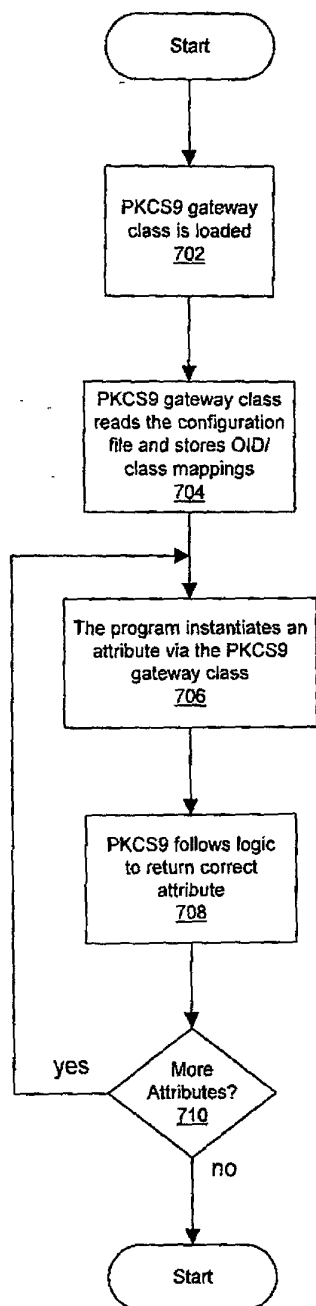 Start
PKCS9 gateway
class is loaded
702
PKCS9 gateway class
reads the configuration
file and stores OID/
class mappings
704
The program instantiates an
attribute via the PKCS9
gateway class
706
PKCS9 follows logic
to return correct
attribute
708
yes
More
Attributes?
710
no
Start